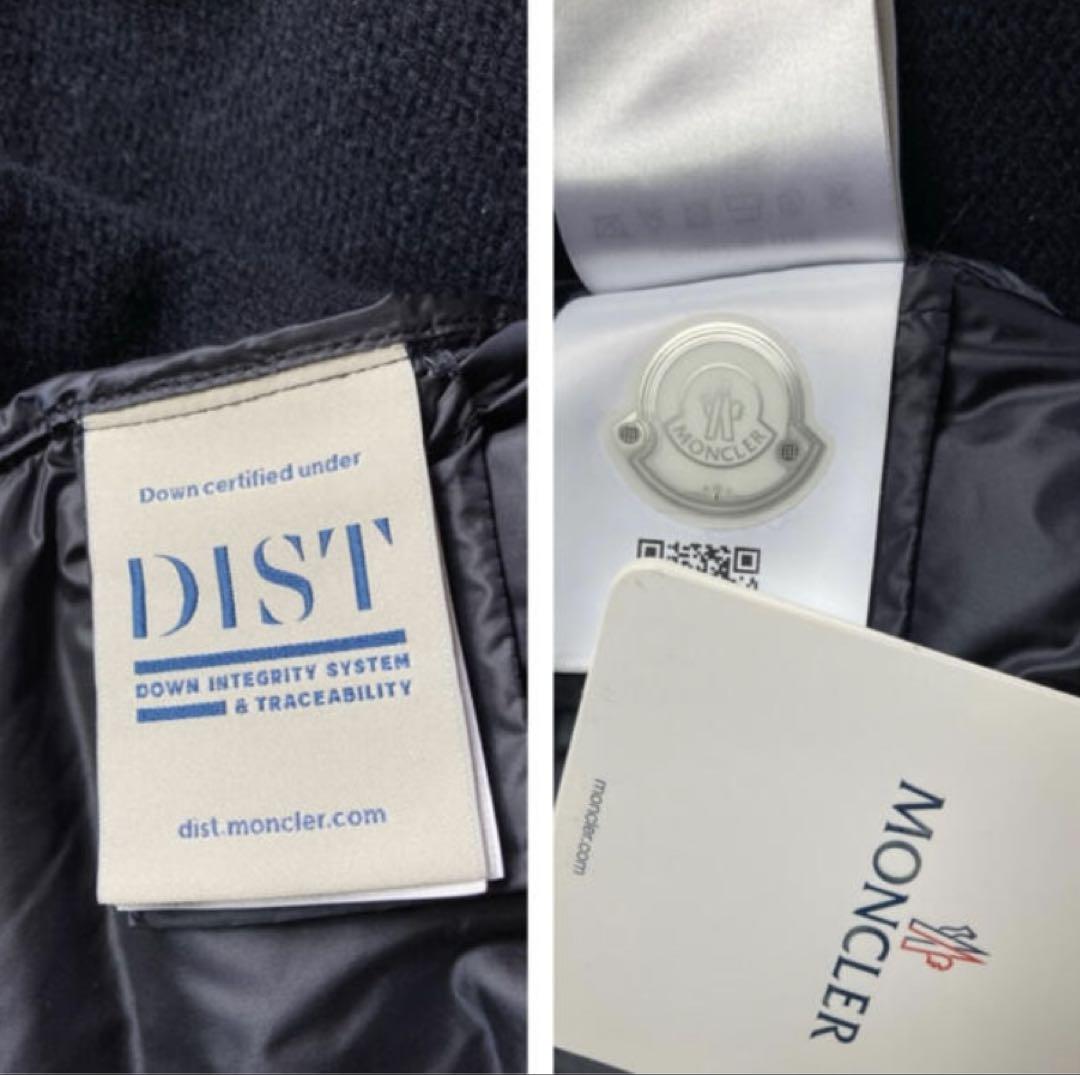 Down certified under
DIST
DOWN INTEGRITY SYSTEM
& TRACEABILITY
dist.moncler.com
MONCLER
moncler.com
MONCLER